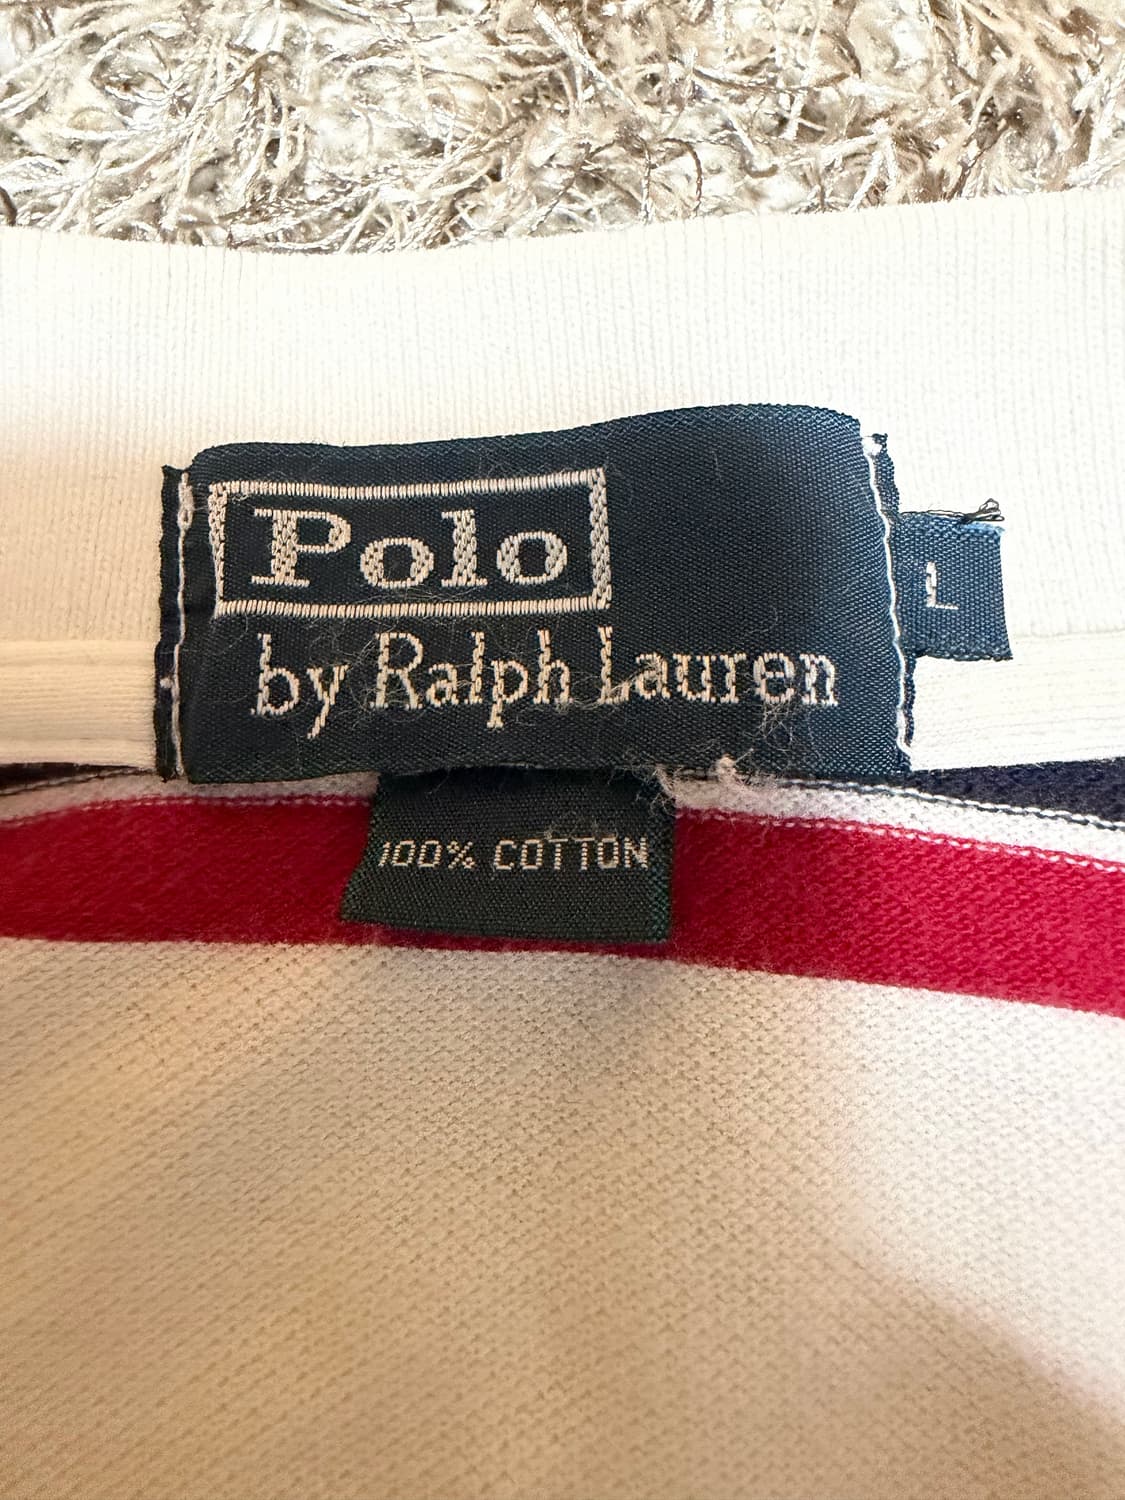 Polo
by Ralph Lauren
L
100% COTTON